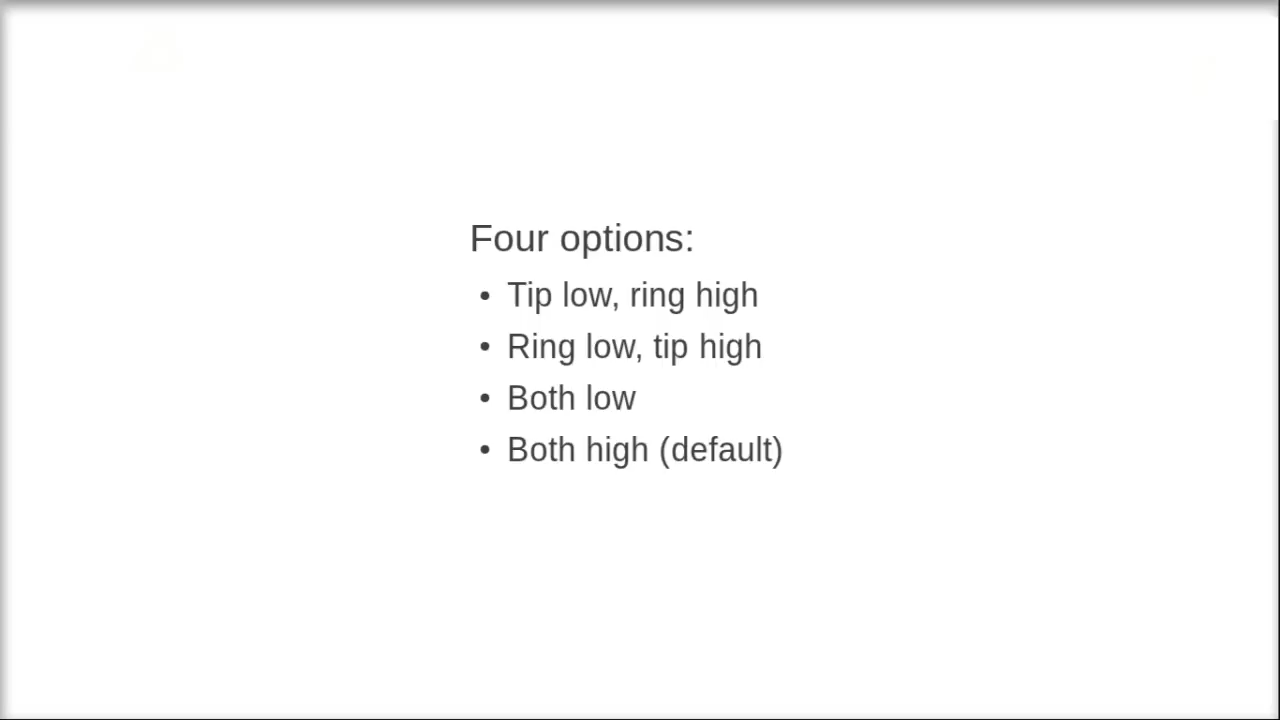 Four options:
• Tip low, ring high
• Ring low, tip high
• Both low
• Both high (default)